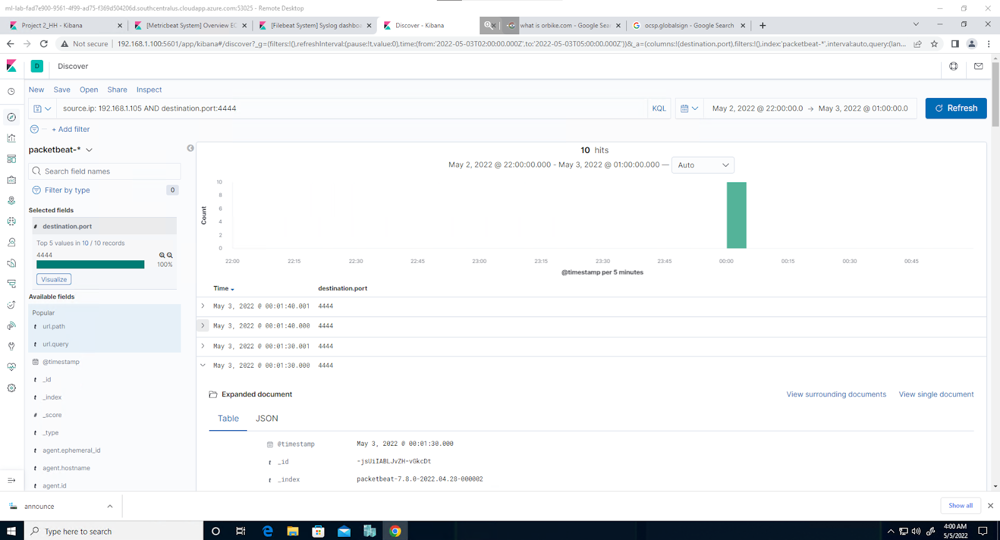 ml-lab-fad7e900-9561-4f99-ad75-f369d504206d.southcentralus.cloudapp.azure.com:53025 - Remote Desktop
Project 2_HH - Kibana
[Metricbeat System] Overview EC
[Filebeat System] Syslog dashboa
Discover - Kibana
what is orbike.com - Google Sea
ocsp.globalsign - Google Search
Not secure
192.168.1.100:5601/app/kibana#/discover?_g=(filters:!(),refreshInterval:(pause:!t,value:0),time:(from:'2022-05-03T02:00:00.000Z',to:'2022-05-03T05:00:00.000Z'))&_a=(columns:!(destination.port),filters:!(),index:'packetbeat-*',interval:auto,query:(lan...
D
Discover
New Save Open Share Inspect
source.ip: 192.168.1.105 AND destination.port:4444
KQL
May 2, 2022 @ 22:00:00.0 → May 3, 2022 @ 01:00:00.0
Refresh
+ Add filter
packetbeat-*
Search field names
Filter by type 0
Selected fields
# destination.port
Top 5 values in 10 / 10 records
4444
100%
Visualize
Available fields
Popular
t url.path
t url.query
@timestamp
t _id
t _index
# _score
t _type
t agent.ephemeral_id
t agent.hostname
t agent.id
10 hits
May 2, 2022 @ 22:00:00.000 - May 3, 2022 @ 01:00:00.000 — Auto
Count
10
8
6
4
2
0
22:00 22:15 22:30 22:45 23:00 23:15 23:30 23:45 00:00 00:15 00:30 00:45
@timestamp per 5 minutes
Time destination.port
May 3, 2022 @ 00:01:40.001 4444
May 3, 2022 @ 00:01:40.000 4444
May 3, 2022 @ 00:01:30.001 4444
May 3, 2022 @ 00:01:30.000 4444
Expanded document
View surrounding documents
View single document
Table JSON
@timestamp May 3, 2022 @ 00:01:30.000
t _id -jsUiIABLJvZH-vGkcDt
t _index packetbeat-7.8.0-2022.04.28-000002
announce
Show all
Type here to search
4:00 AM
5/5/2022